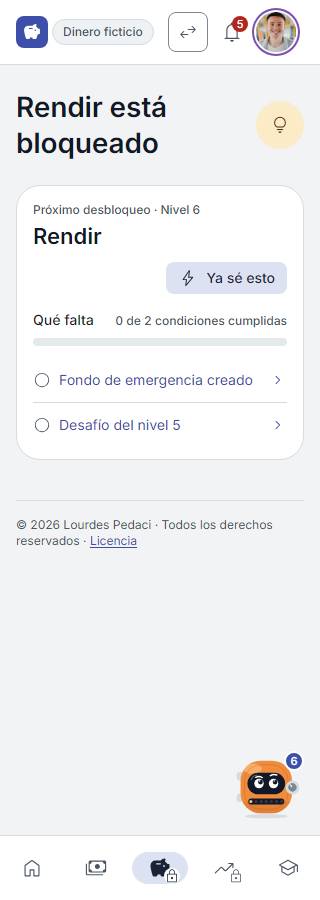 Dinero ficticio
5
Rendir está
bloqueado
Próximo desbloqueo · Nivel 6
Rendir
Ya sé esto
Qué falta
0 de 2 condiciones cumplidas
Fondo de emergencia creado
Desafío del nivel 5
© 2026 Lourdes Pedaci · Todos los derechos
reservados · Licencia
6